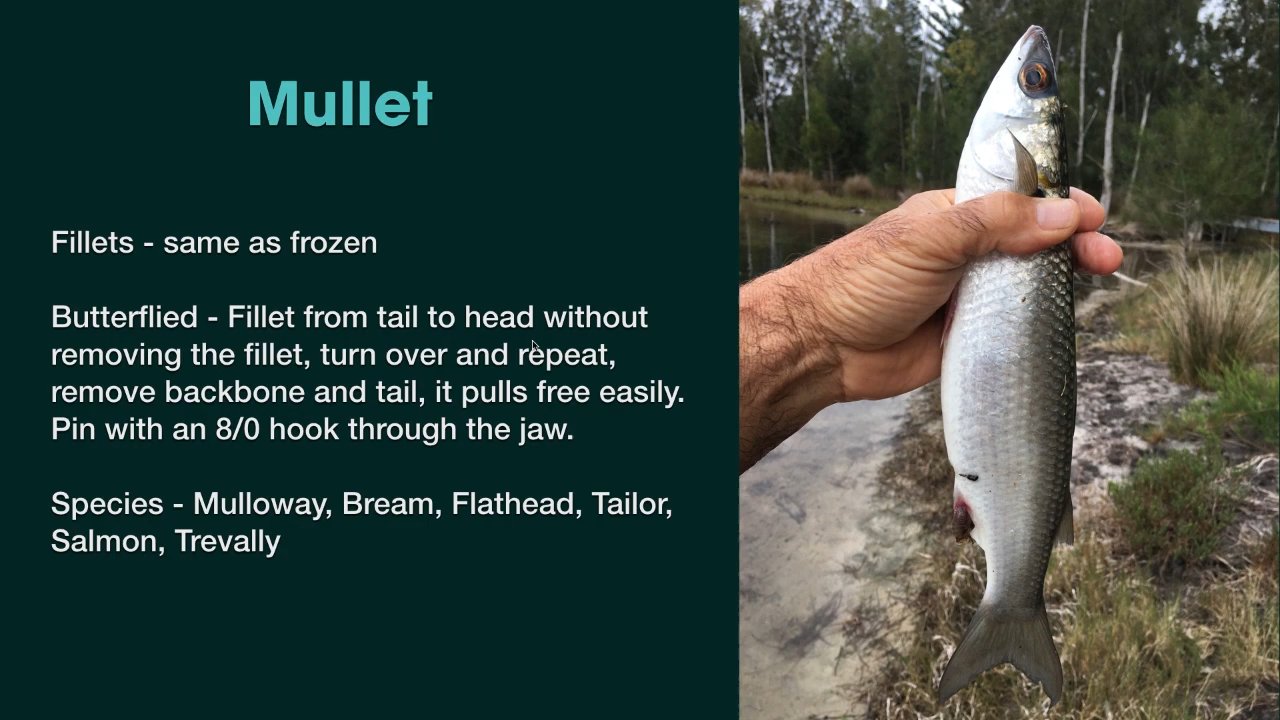 Mullet
Fillets - same as frozen
Butterflied - Fillet from tail to head without
removing the fillet, turn over and repeat,
remove backbone and tail, it pulls free easily.
Pin with an 8/0 hook through the jaw.
Species - Mulloway, Bream, Flathead, Tailor,
Salmon, Trevally